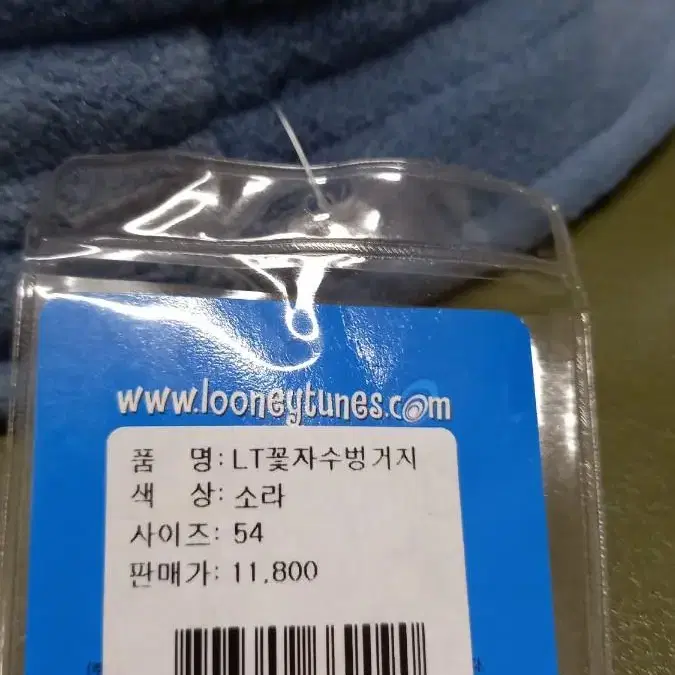 www.looneytunes.com
품 명: LT꽃자수벙거지
색 상: 소라
사이즈: 54
판매가: 11,800